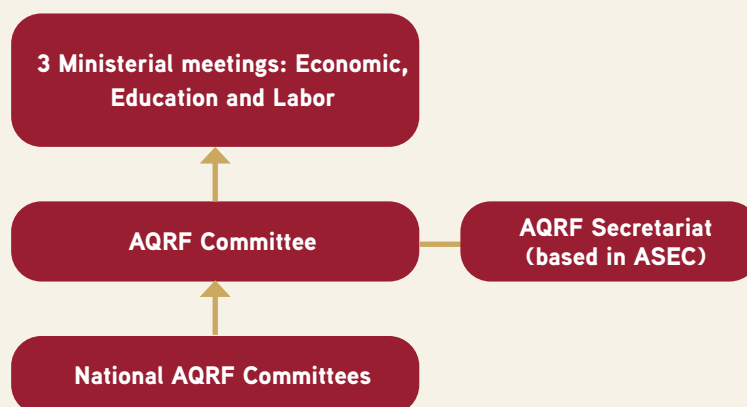 3 Ministerial meetings: Economic,
Education and Labor
AQRF Committee
AQRF Secretariat
(based in ASEC)
National AQRF Committees